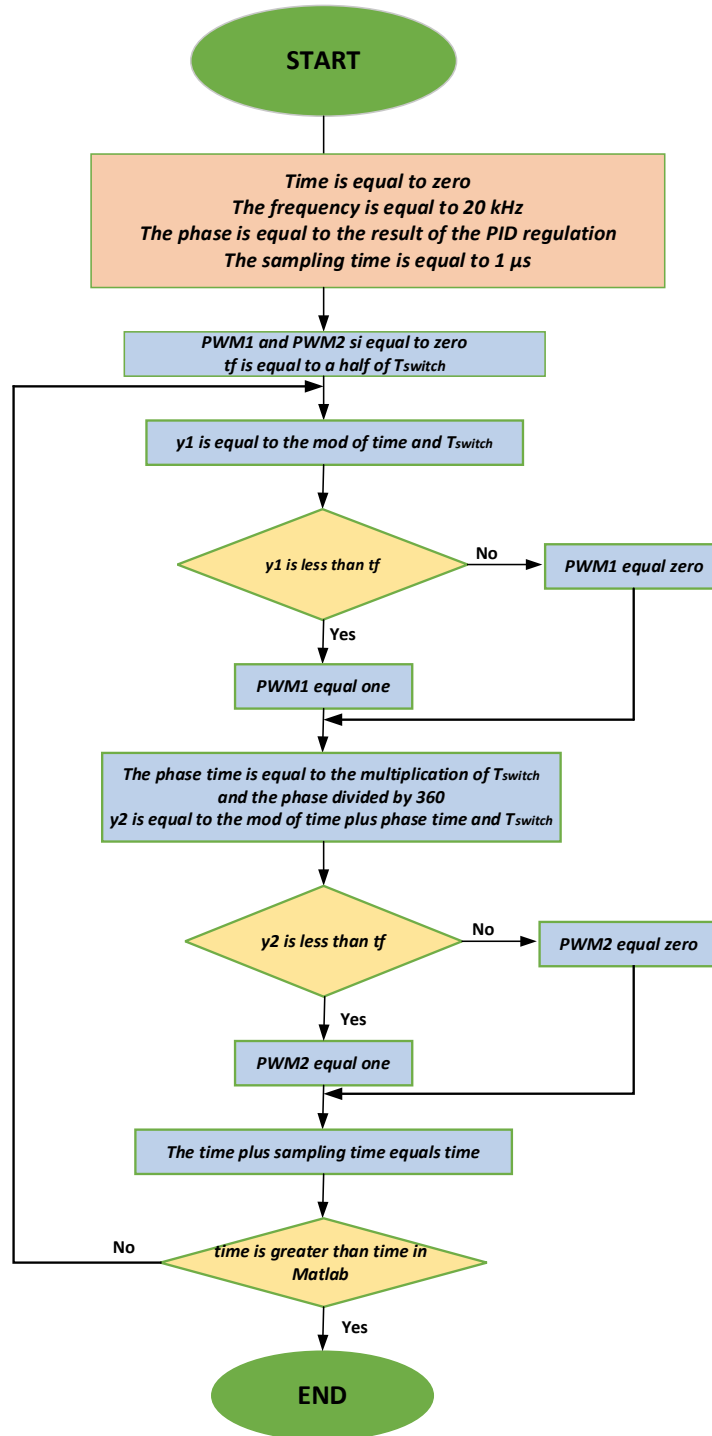 START
Time is equal to zero
The frequency is equal to 20 kHz
The phase is equal to the result of the PID regulation
The sampling time is equal to 1 µs
PWM1 and PWM2 si equal to zero
tf is equal to a half of Tswitch
y1 is equal to the mod of time and Tswitch
y1 is less than tf
No
PWM1 equal zero
Yes
PWM1 equal one
The phase time is equal to the multiplication of Tswitch
and the phase divided by 360
y2 is equal to the mod of time plus phase time and Tswitch
y2 is less than tf
No
PWM2 equal zero
Yes
PWM2 equal one
The time plus sampling time equals time
No
time is greater than time in
Matlab
Yes
END